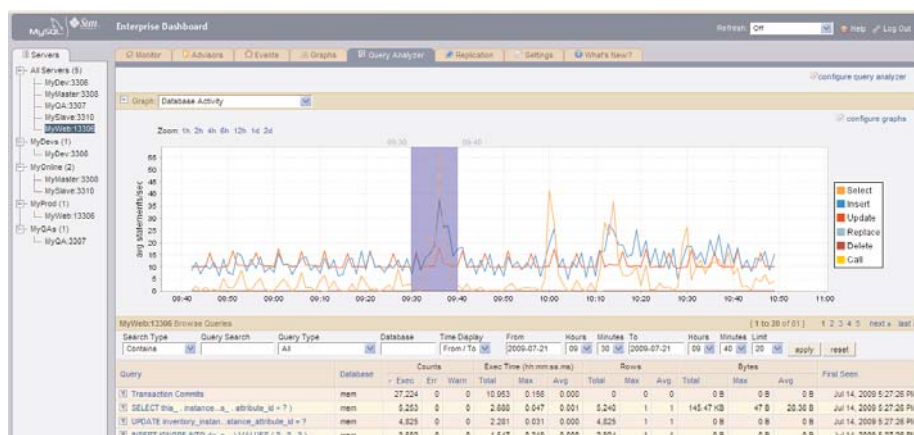 MySQL Sun Enterprise Dashboard Refresh: Off Help Log Out
Servers Monitor Advisors Events Graphs Query Analyzer Replication Settings What's New?
All Servers (5)
MyDev:3306
MyMaster:3308
MyQA:3307
MySlave:3310
MyWeb:13306
MyDevs (1)
MyDev:3306
MyOnline (2)
MyMaster:3308
MySlave:3310
MyProd (1)
MyWeb:13306
MyQAs (1)
MyQA:3307
configure query analyzer
Graph: Database Activity
configure graphs
Zoom: 1h 2h 4h 6h 12h 1d 2d
09:30 09:40
avg statements/sec
55
50
45
40
35
30
25
20
15
10
5
0
08:40 08:50 09:00 09:10 09:20 09:30 09:40 09:50 10:00 10:10 10:20 10:30 10:40 10:50 11:00
Select
Insert
Update
Replace
Delete
Call
MyWeb:13306 Browse Queries [ 1 to 20 of 81 ] 1 2 3 4 5 next » last
Search Type Query Search Query Type Database Time Display From Hours Minutes To Hours Minutes Limit
Contains All From / To 2009-07-21 09 30 2009-07-21 09 40 20 apply reset
Counts Exec Time (hh:mm:ss.ms) Rows Bytes
Query Database Exec Err Warn Total Max Avg Total Max Avg Total Max Avg First Seen
Transaction Commits mem 27,224 0 0 10.953 0.156 0.000 0 0 0 0 B 0 B 0 B Jul 14, 2009 5:27:26 PM
SELECT this_ . instance...a_ . attribute_id = ? ) mem 5,253 0 0 2.888 0.047 0.001 5,240 1 1 145.47 KB 47 B 28.38 B Jul 14, 2009 5:27:28 PM
UPDATE inventory_instan...stance_attribute_id = ? mem 4,825 0 0 2.281 0.031 0.000 4,825 1 1 0 B 0 B 0 B Jul 14, 2009 5:27:26 PM